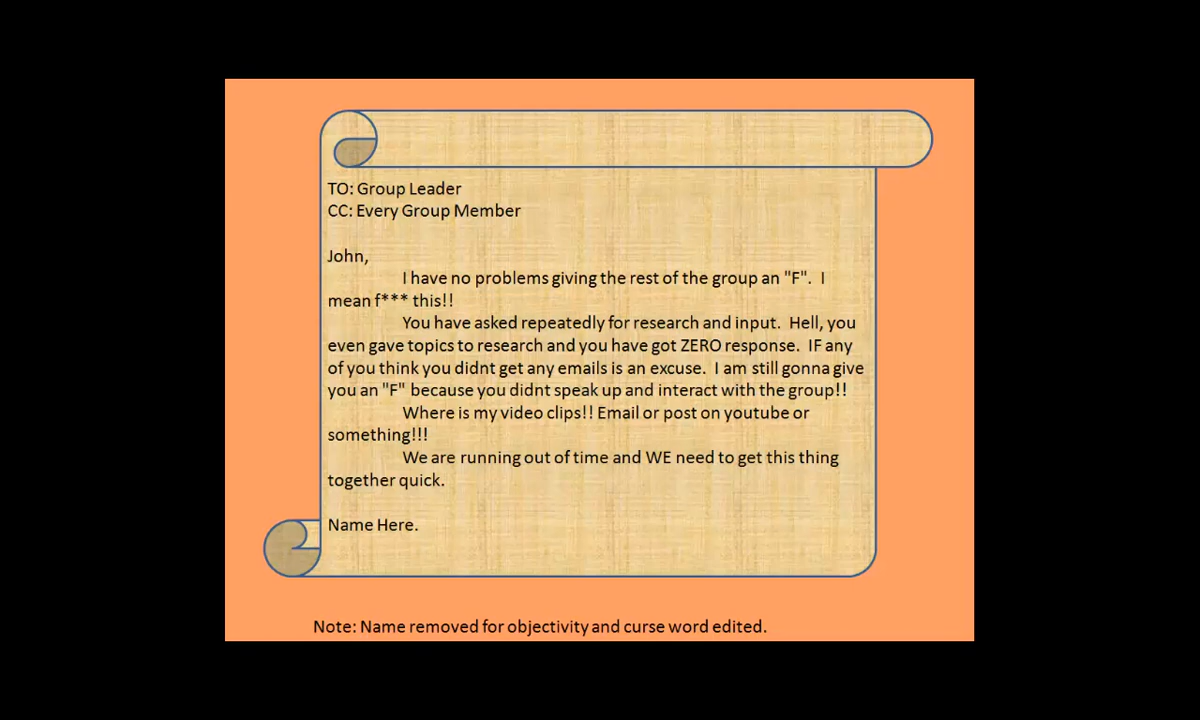 TO: Group Leader
CC: Every Group Member
John,
I have no problems giving the rest of the group an "F". I
mean f*** this!!
You have asked repeatedly for research and input. Hell, you
even gave topics to research and you have got ZERO response. IF any
of you think you didnt get any emails is an excuse. I am still gonna give
you an "F" because you didnt speak up and interact with the group!!
Where is my video clips!! Email or post on youtube or
something!!!
We are running out of time and WE need to get this thing
together quick.
Name Here.
Note: Name removed for objectivity and curse word edited.